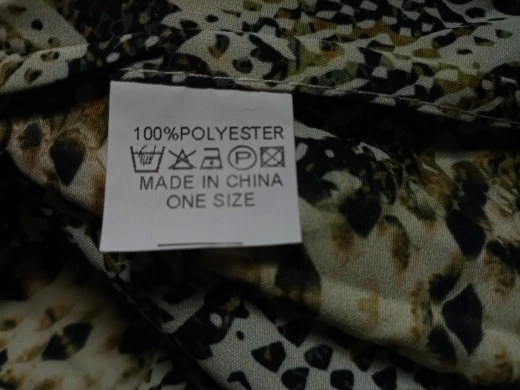 100%POLYESTER
P
MADE IN CHINA
ONE SIZE